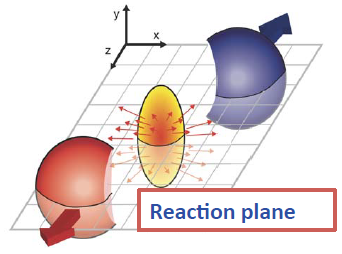 y
x
z
Reaction plane